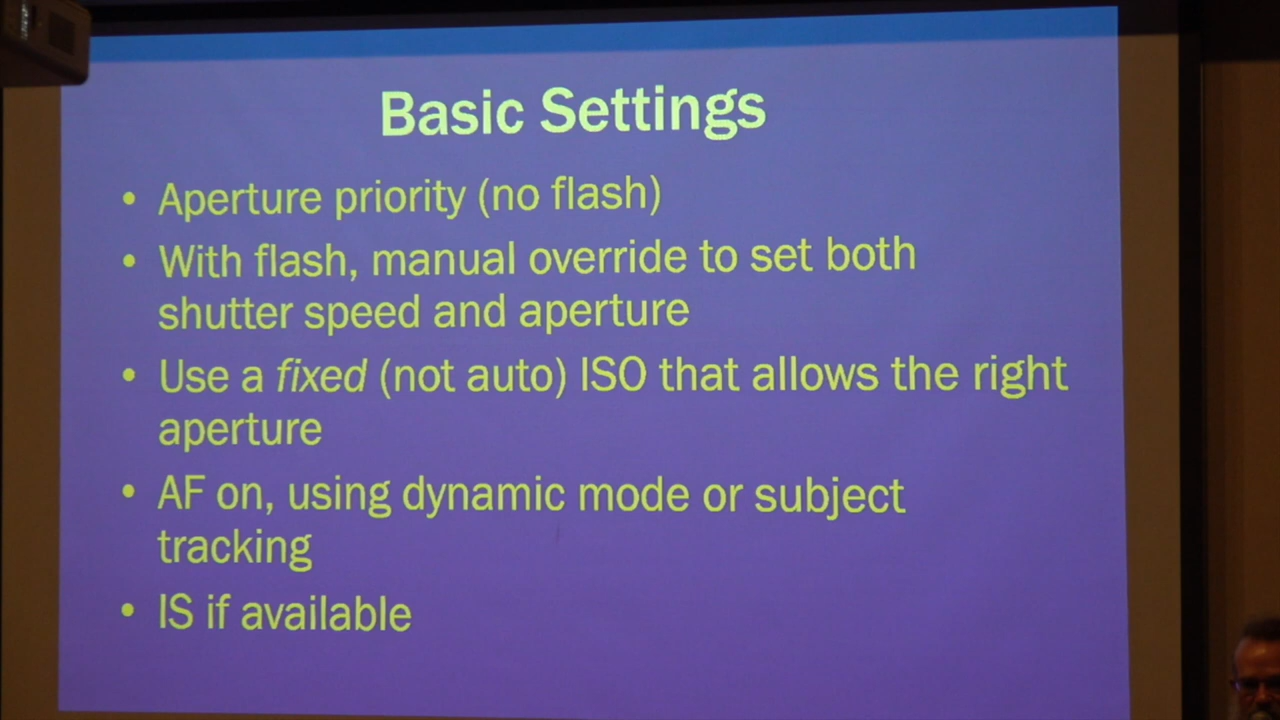 Basic Settings
• Aperture priority (no flash)
• With flash, manual override to set both
shutter speed and aperture
• Use a fixed (not auto) ISO that allows the right
aperture
• AF on, using dynamic mode or subject
tracking
• IS if available